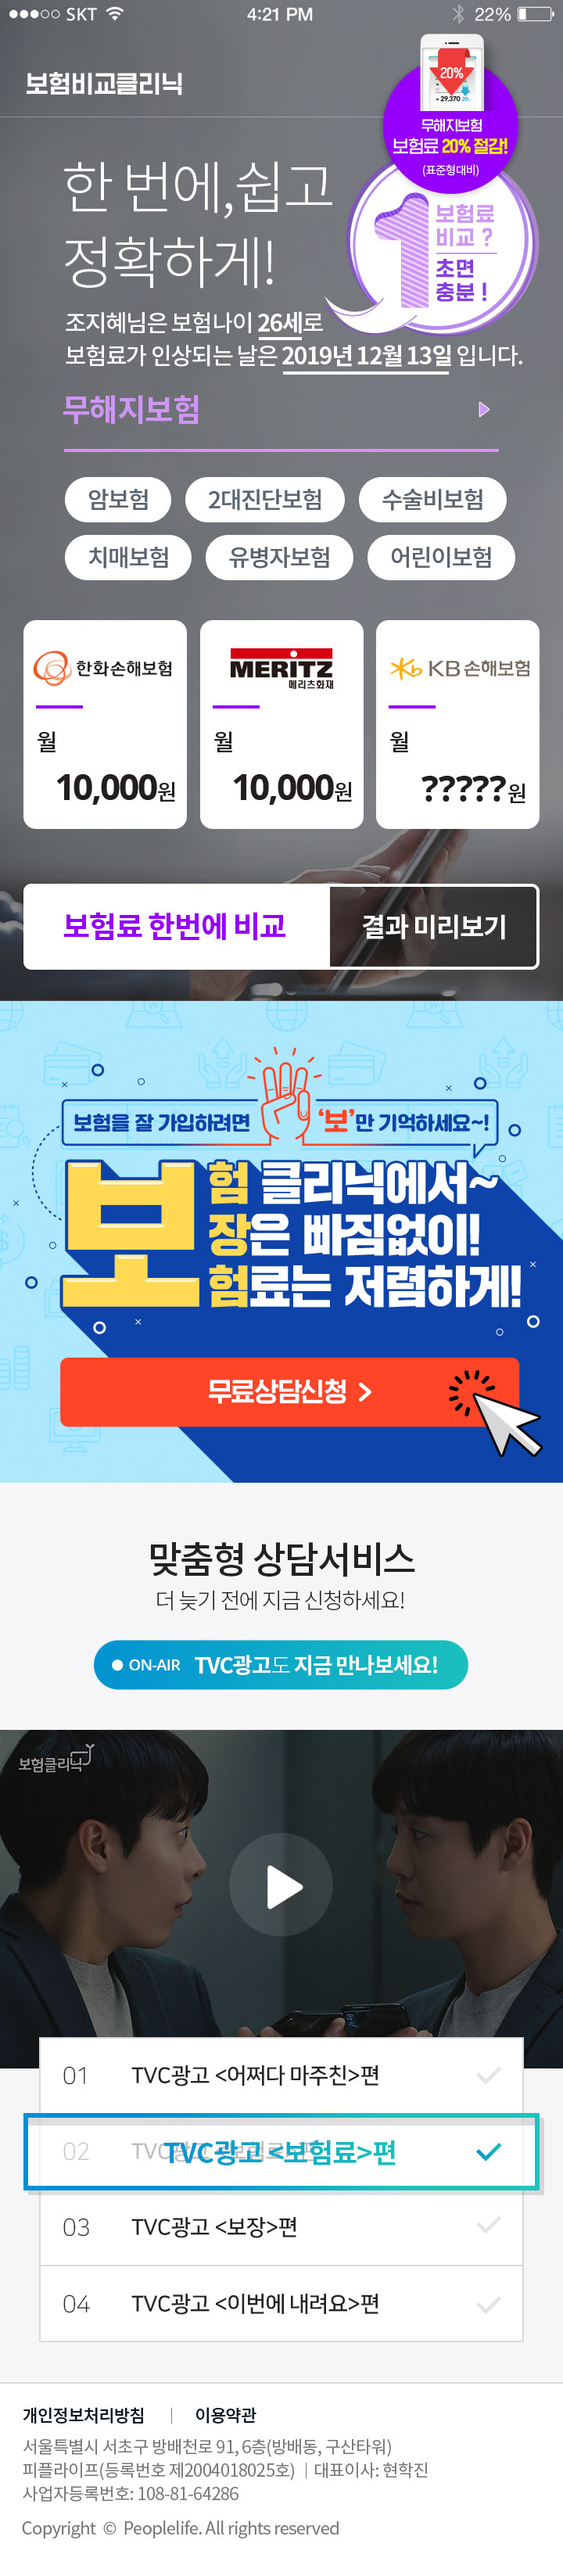 SKT 4:21 PM 22%
보험비교클리닉
20%
29,370
무해지보험
보험료 20% 절감!
(표준형대비)
한 번에,쉽고
정확하게!
1
보험료
비교 ?
초면
충분 !
조지혜님은 보험나이 26세로
보험료가 인상되는 날은 2019년 12월 13일 입니다.
무해지보험
암보험 2대진단보험 수술비보험
치매보험 유병자보험 어린이보험
한화손해보험 MERITZ KB손해보험
메리츠화재
월 월 월
10,000원 10,000원 ?????원
보험료 한번에 비교 결과 미리보기
보험을 잘 가입하려면 '보'만 기억하세요~!
보험 클리닉에서~
장은 빠짐없이!
험료는 저렴하게!
무료상담신청 >
맞춤형 상담서비스
더 늦기 전에 지금 신청하세요!
ON-AIR TVC광고도 지금 만나보세요!
보험클리닉
01 TVC광고 <어쩌다 마주친>편
02 TVC광고 <보험료>편
03 TVC광고 <보장>편
04 TVC광고 <이번에 내려요>편
개인정보처리방침 | 이용약관
서울특별시 서초구 방배천로 91, 6층(방배동, 구산타워)
피플라이프(등록번호 제2004018025호) | 대표이사: 현학진
사업자등록번호: 108-81-64286
Copyright © Peoplelife. All rights reserved